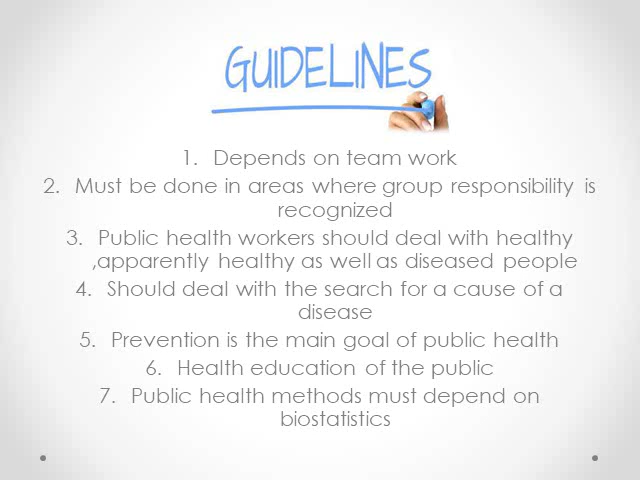 GUIDELINES
1. Depends on team work
2. Must be done in areas where group responsibility is
recognized
3. Public health workers should deal with healthy
,apparently healthy as well as diseased people
4. Should deal with the search for a cause of a
disease
5. Prevention is the main goal of public health
6. Health education of the public
7. Public health methods must depend on
biostatistics